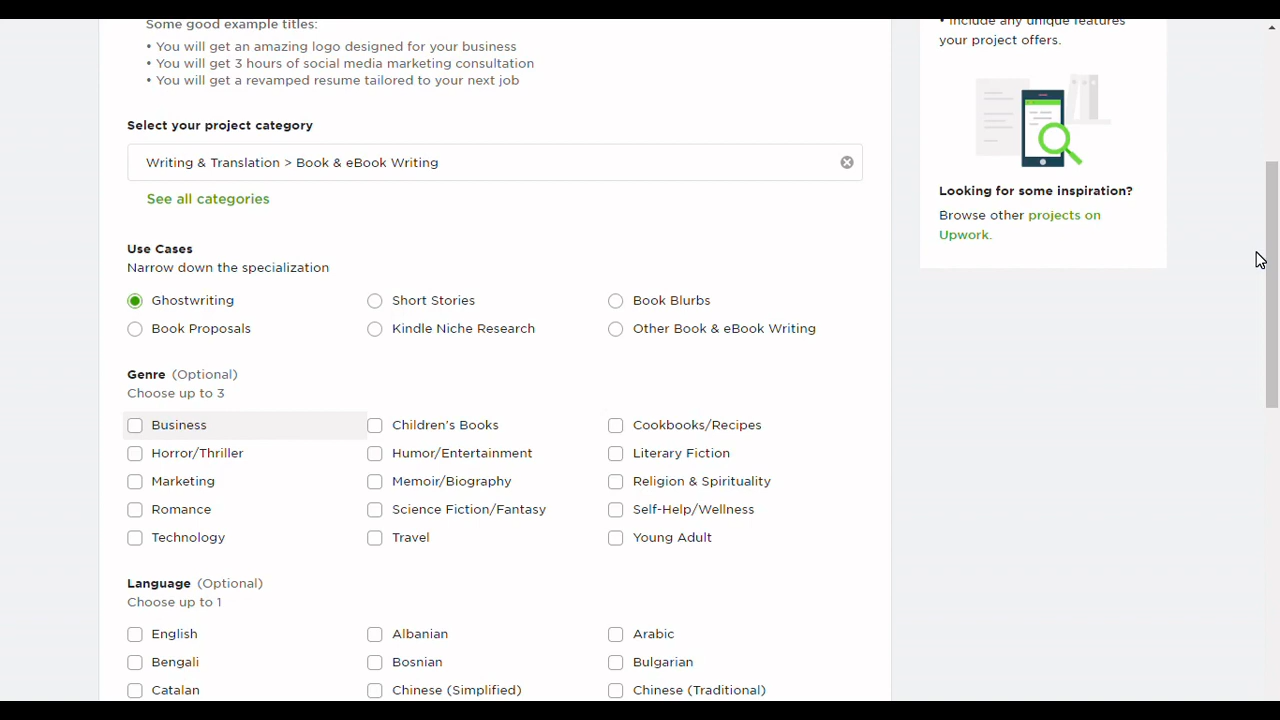 Some good example titles:
• You will get an amazing logo designed for your business
• You will get 3 hours of social media marketing consultation
• You will get a revamped resume tailored to your next job
Select your project category
Writing & Translation > Book & eBook Writing
See all categories
Use Cases
Narrow down the specialization
Ghostwriting
Short Stories
Book Blurbs
Book Proposals
Kindle Niche Research
Other Book & eBook Writing
Genre (Optional)
Choose up to 3
Business
Children's Books
Cookbooks/Recipes
Horror/Thriller
Humor/Entertainment
Literary Fiction
Marketing
Memoir/Biography
Religion & Spirituality
Romance
Science Fiction/Fantasy
Self-Help/Wellness
Technology
Travel
Young Adult
Language (Optional)
Choose up to 1
English
Albanian
Arabic
Bengali
Bosnian
Bulgarian
Catalan
Chinese (Simplified)
Chinese (Traditional)
• Include any unique features
your project offers.
Looking for some inspiration?
Browse other projects on
Upwork.